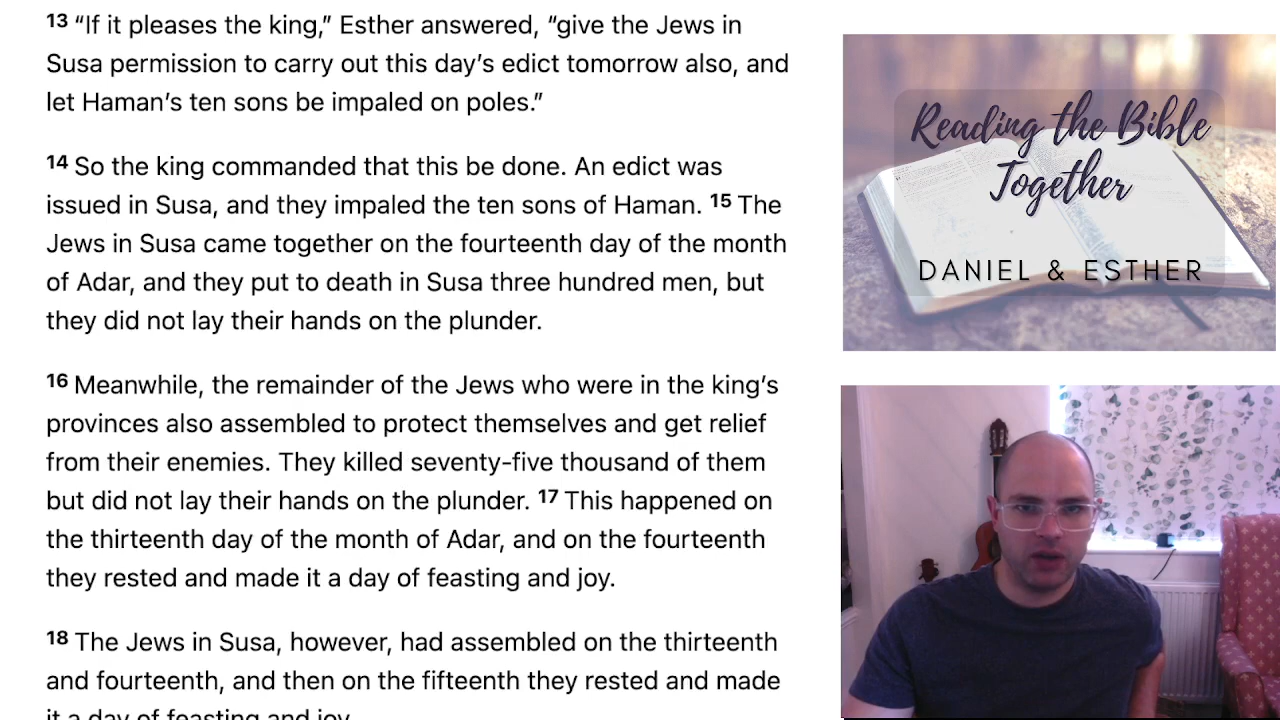 13 “If it pleases the king,” Esther answered, “give the Jews in
Susa permission to carry out this day’s edict tomorrow also, and
let Haman’s ten sons be impaled on poles.”
14 So the king commanded that this be done. An edict was
issued in Susa, and they impaled the ten sons of Haman. 15 The
Jews in Susa came together on the fourteenth day of the month
of Adar, and they put to death in Susa three hundred men, but
they did not lay their hands on the plunder.
16 Meanwhile, the remainder of the Jews who were in the king’s
provinces also assembled to protect themselves and get relief
from their enemies. They killed seventy-five thousand of them
but did not lay their hands on the plunder. 17 This happened on
the thirteenth day of the month of Adar, and on the fourteenth
they rested and made it a day of feasting and joy.
18 The Jews in Susa, however, had assembled on the thirteenth
and fourteenth, and then on the fifteenth they rested and made
it a day of feasting and joy
Reading the Bible
Together
DANIEL & ESTHER